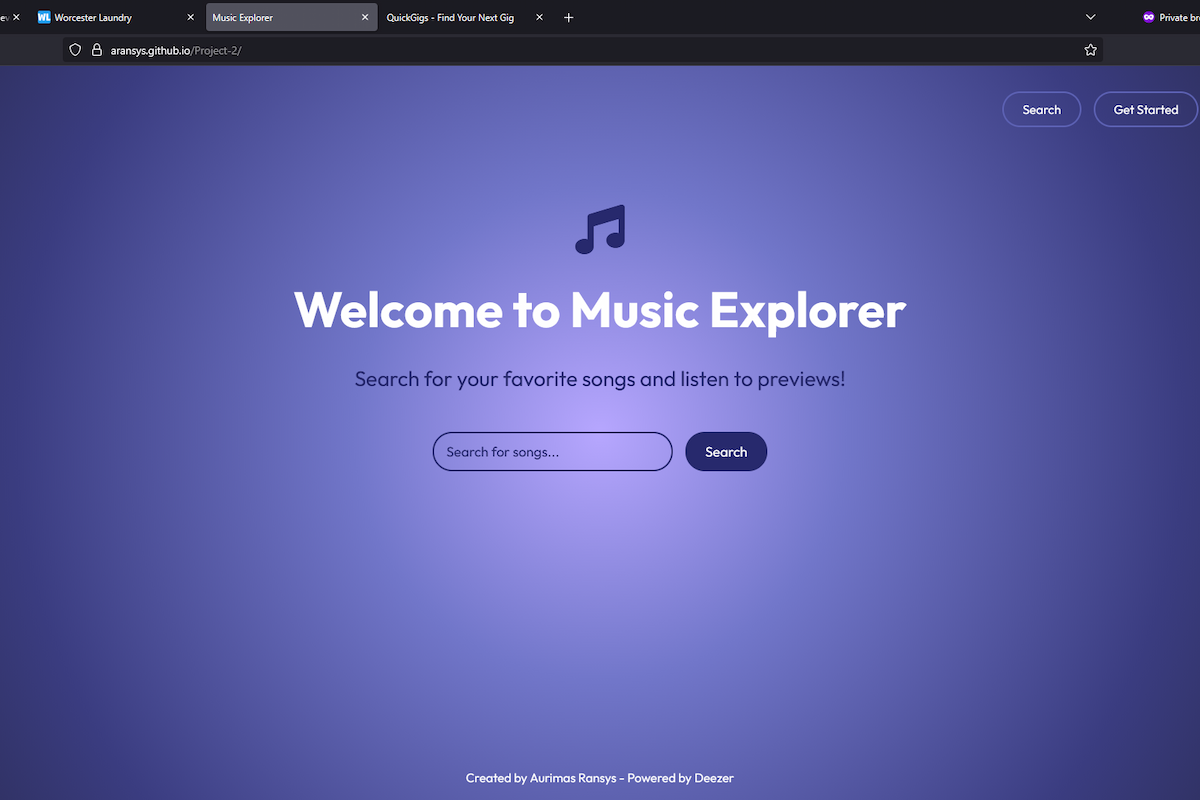 ev
WL Worcester Laundry
Music Explorer
QuickGigs - Find Your Next Gig
Private br
aransys.github.io/Project-2/
Search
Get Started
Welcome to Music Explorer
Search for your favorite songs and listen to previews!
Search for songs...
Search
Created by Aurimas Ransys - Powered by Deezer